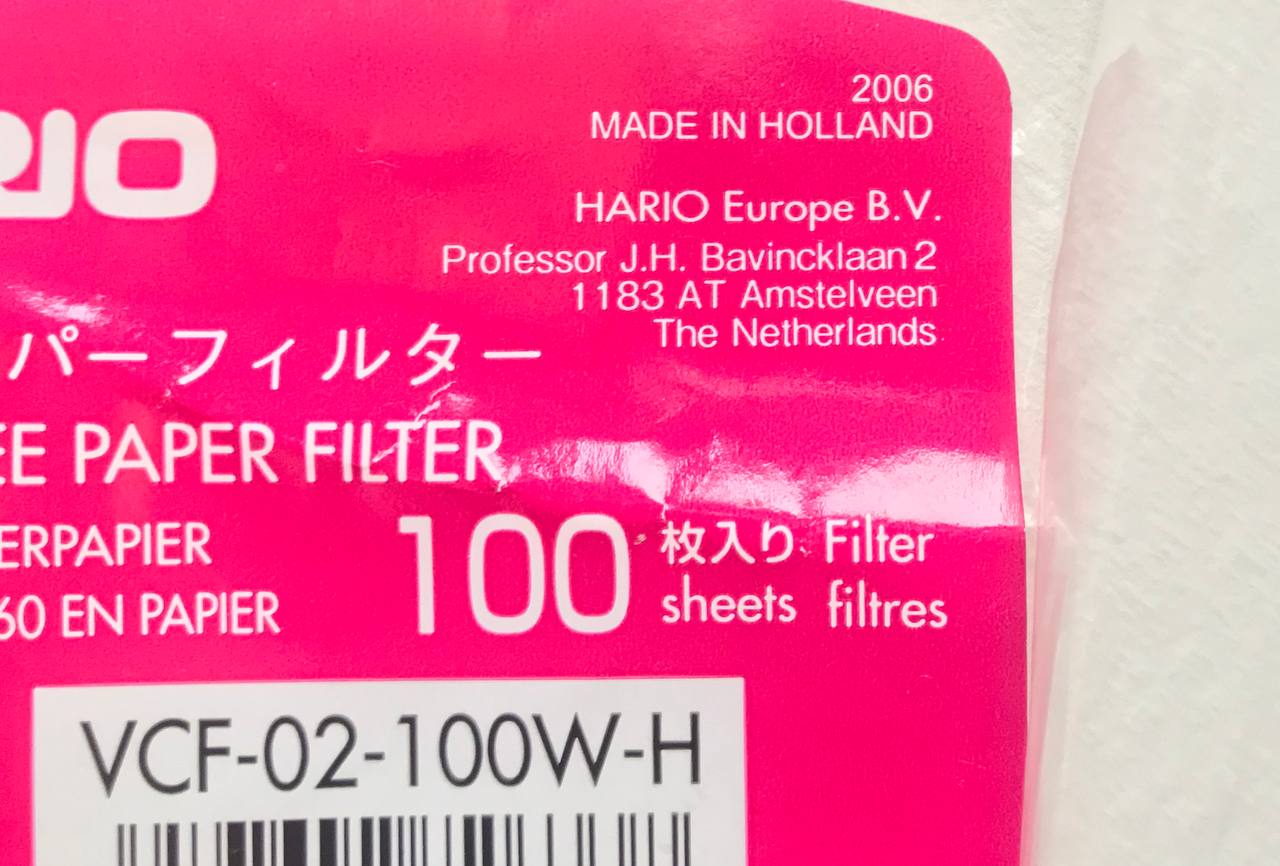 RIO
2006
MADE IN HOLLAND
HARIO Europe B.V.
Professor J.H. Bavincklaan 2
1183 AT Amstelveen
The Netherlands
パーフィルター
EE PAPER FILTER
ERPAPIER
60 EN PAPIER
100 枚入り Filter
sheets filtres
VCF-02-100W-H